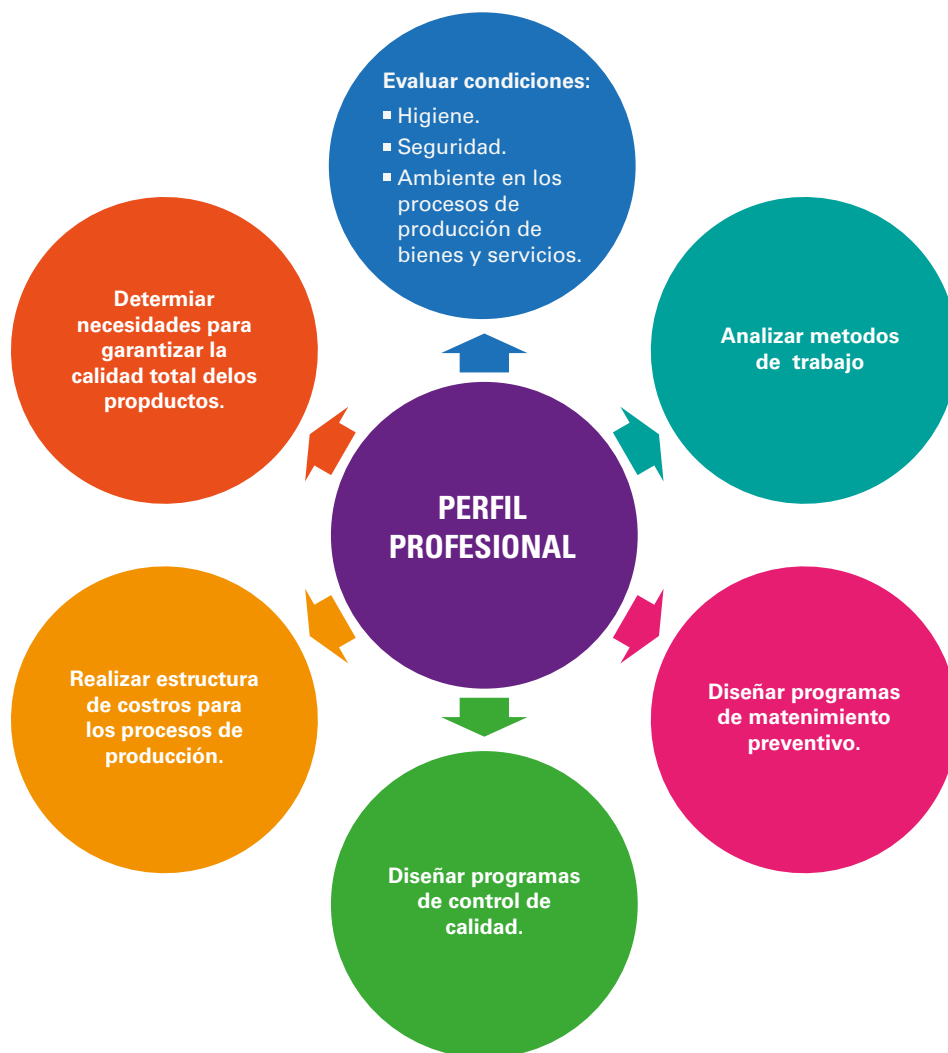 Evaluar condiciones:
▪ Higiene.
▪ Seguridad.
▪ Ambiente en los
procesos de
producción de
bienes y servicios.
Determiar
necesidades para
garantizar la
calidad total delos
propductos.
Analizar metodos
de trabajo
PERFIL
PROFESIONAL
Realizar estructura
de costros para
los procesos de
producción.
Diseñar programas
de matenimiento
preventivo.
Diseñar programas
de control de
calidad.